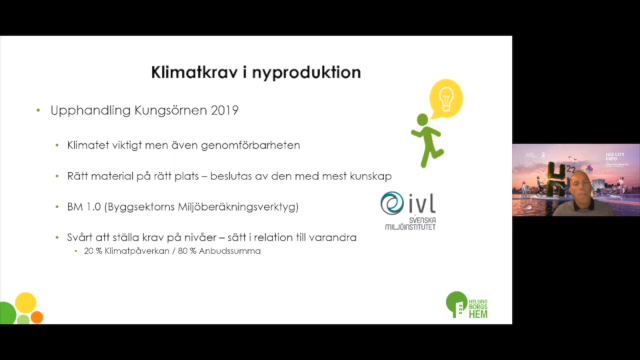 Klimatkrav i nyproduktion
• Upphandling Kungsörnen 2019
• Klimatet viktigt men även genomförbarheten
• Rätt material på rätt plats – beslutas av den med mest kunskap
• BM 1.0 (Byggsektorns Miljöberäkningsverktyg)
• Svårt att ställa krav på nivåer – sätt i relation till varandra
• 20 % Klimatpåverkan / 80 % Anbudssumma
ivl
SVENSKA
MILJÖINSTITUTET
HELSING
BORGS
HEM